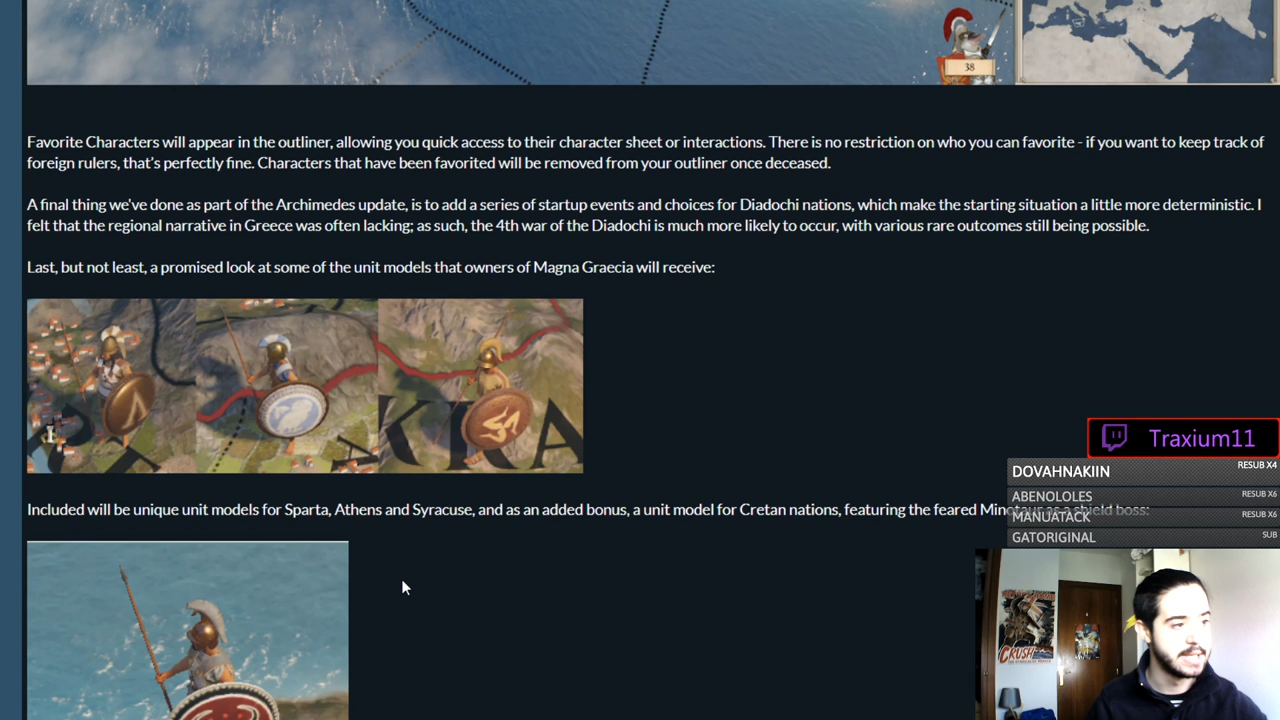 38
Favorite Characters will appear in the outliner, allowing you quick access to their character sheet or interactions. There is no restriction on who you can favorite - if you want to keep track of
foreign rulers, that's perfectly fine. Characters that have been favorited will be removed from your outliner once deceased.
A final thing we've done as part of the Archimedes update, is to add a series of startup events and choices for Diadochi nations, which make the starting situation a little more deterministic. I
felt that the regional narrative in Greece was often lacking; as such, the 4th war of the Diadochi is much more likely to occur, with various rare outcomes still being possible.
Last, but not least, a promised look at some of the unit models that owners of Magna Graecia will receive:
AKRA
Traxium11
DOVAHNAKIIN RESUB X4
ABENOLOLES RESUB X6
Included will be unique unit models for Sparta, Athens and Syracuse, and as an added bonus, a unit model for Cretan nations, featuring the feared Minotaur as a shield boss:
MANUATACK RESUB X6
GATORIGINAL SUB
CRUSH